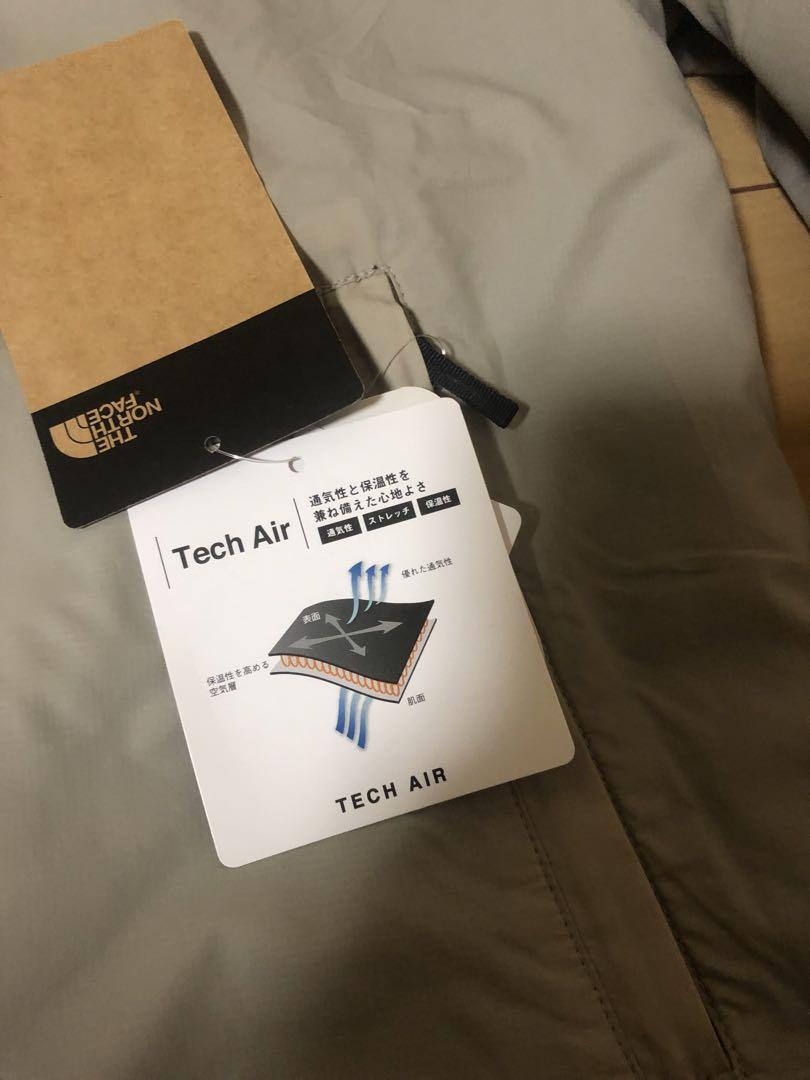 THE
NORTH
FACE
®
Tech Air
通気性と保温性を
兼ね備えた心地よさ
通気性 ストレッチ 保温性
優れた通気性
表面
保温性を高める
空気層
肌面
TECH AIR